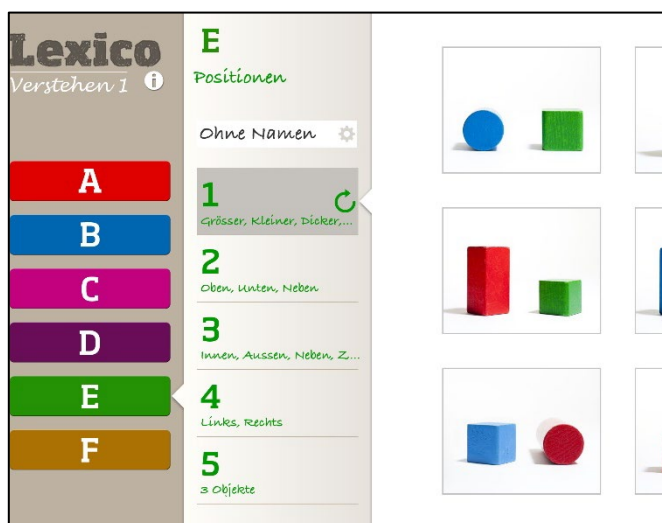 Lexico
Verstehen 1 i
A
B
C
D
E
F
E
Positionen
Ohne Namen
1
Grösser, Kleiner, Dicker,...
2
Oben, Unten, Neben
3
Innen, Aussen, Neben, Z...
4
Links, Rechts
5
3 Objekte